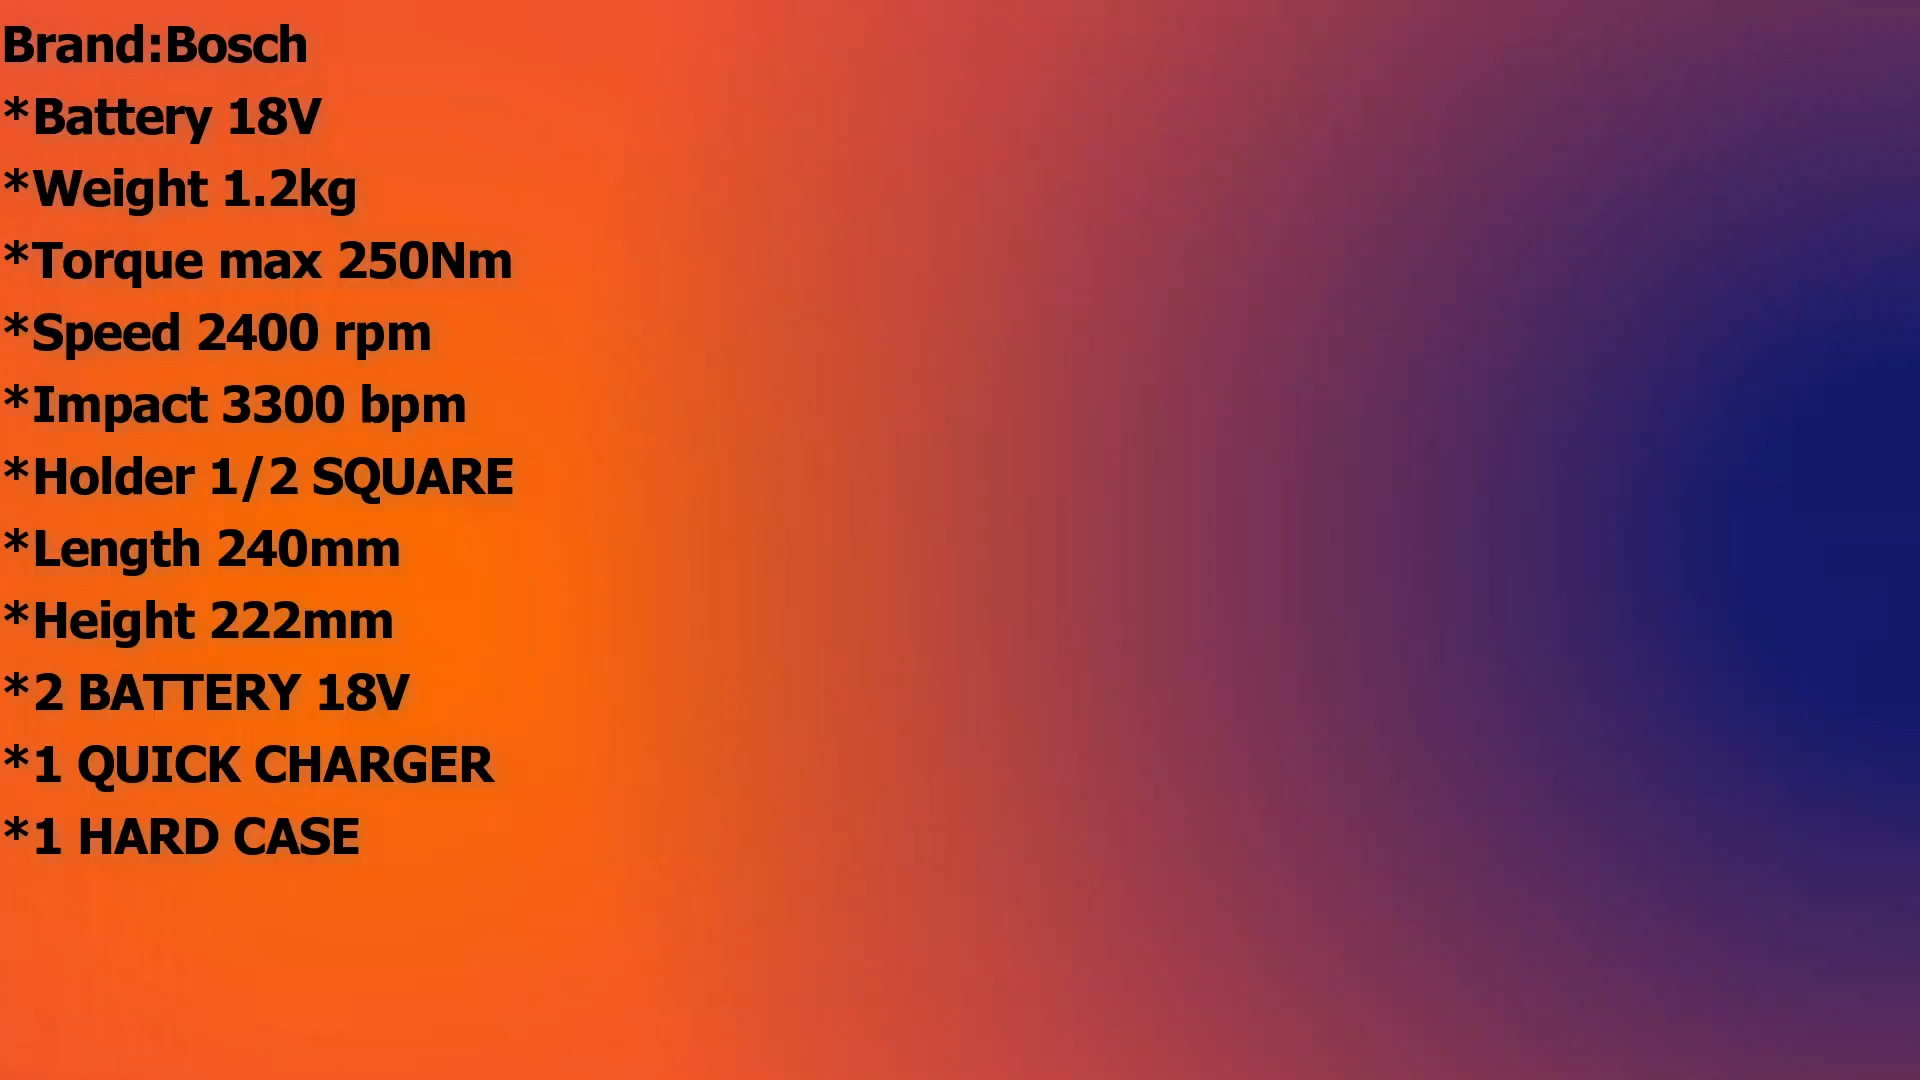 Brand:Bosch
*Battery 18V
*Weight 1.2kg
*Torque max 250Nm
*Speed 2400 rpm
*Impact 3300 bpm
*Holder 1/2 SQUARE
*Length 240mm
*Height 222mm
*2 BATTERY 18V
*1 QUICK CHARGER
*1 HARD CASE